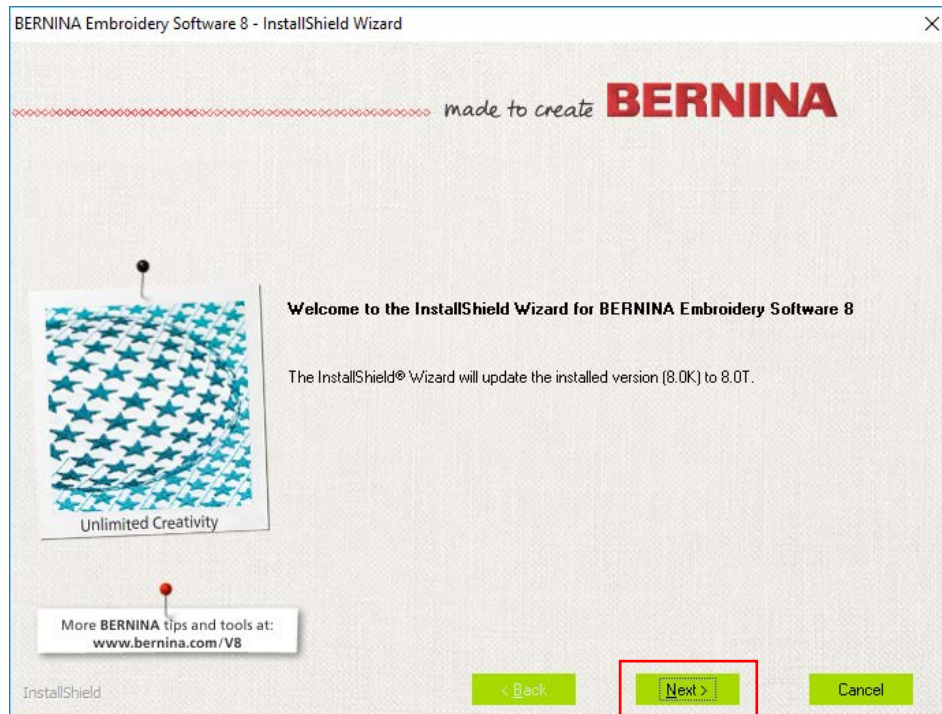 BERNINA Embroidery Software 8 - InstallShield Wizard
made to create BERNINA
Welcome to the InstallShield Wizard for BERNINA Embroidery Software 8
The InstallShield® Wizard will update the installed version (8.0K) to 8.0T.
Unlimited Creativity
More BERNINA tips and tools at:
www.bernina.com/V8
InstallShield
< Back
Next >
Cancel